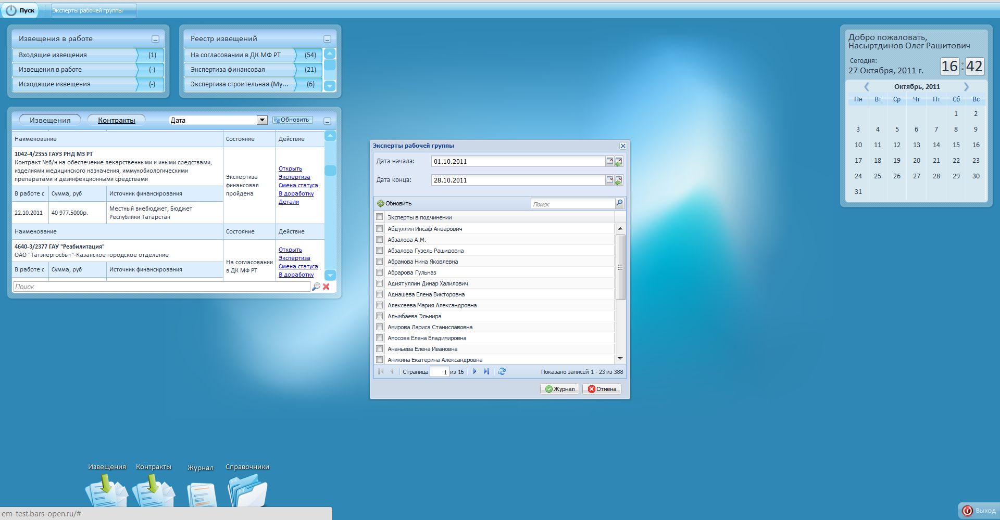 Пуск
Эксперты рабочей группы
Извещения в работе
Входящие извещения (1)
Извещения в работе (-)
Исходящие извещения (-)
Реестр извещений
На согласовании в ДК МФ РТ (54)
Экспертиза финансовая (21)
Экспертиза строительная (Му... (6)
Извещения Контракты Дата Обновить
Наименование Состояние Действие
1042-4/2355 ГАУЗ РНД МЗ РТ
Контракт №б/н на обеспечение лекарственными и иными средствами,
изделиями медицинского назначения, иммунобиологическими
препаратами и дезинфекционными средствами
Экспертиза
финансовая
пройдена
Открыть
Экспертиза
Смена статуса
В доработку
Детали
В работе с Сумма, руб Источник финансирования
22.10.2011 40 977.5000р. Местный внебюджет, Бюджет
Республики Татарстан
Наименование Состояние Действие
4640-3/2377 ГАУ "Реабилитация"
ОАО "Татэнергосбыт"-Казанское городское отделение
На согласовании
в ДК МФ РТ
Открыть
Экспертиза
Смена статуса
В доработку
В работе с Сумма, руб Источник финансирования
Поиск
Эксперты рабочей группы
Дата начала: 01.10.2011
Дата конца: 28.10.2011
Обновить Поиск
Эксперты в подчинении
Абдуллин Инсаф Анварович
Абзалова А.М.
Абзалова Гузель Рашидовна
Абрамова Нина Яковлевна
Абрарова Гульназ
Адиятуллин Динар Халилович
Аднашева Елена Викторовна
Алексеева Мария Александровна
Алымбаева Эльмира
Амирова Лариса Станиславовна
Амосова Елена Владимировна
Ананьева Елена Ивановна
Аникина Екатерина Александровна
Страница 1 из 16 Показано записей 1 - 23 из 388
Журнал Отмена
Добро пожаловать,
Насыртдинов Олег Рашитович
Сегодня:
27 Октября, 2011 г.
16:42
Октябрь, 2011
Пн Вт Ср Чт Пт Сб Вс
1 2
3 4 5 6 7 8 9
10 11 12 13 14 15 16
17 18 19 20 21 22 23
24 25 26 27 28 29 30
31
Извещения Контракты Журнал Справочники
em-test.bars-open.ru/#
Выход